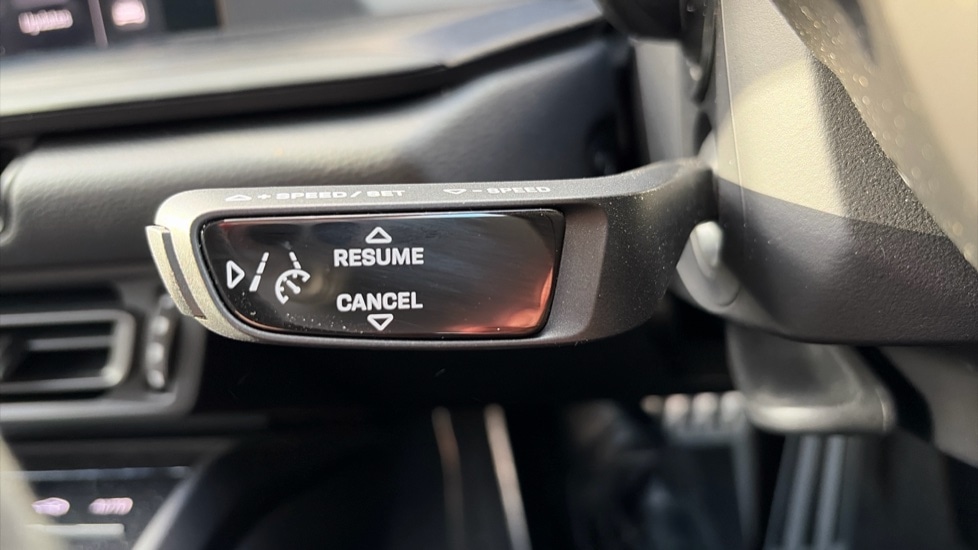 + SPEED / SET
− SPEED
RESUME
CANCEL